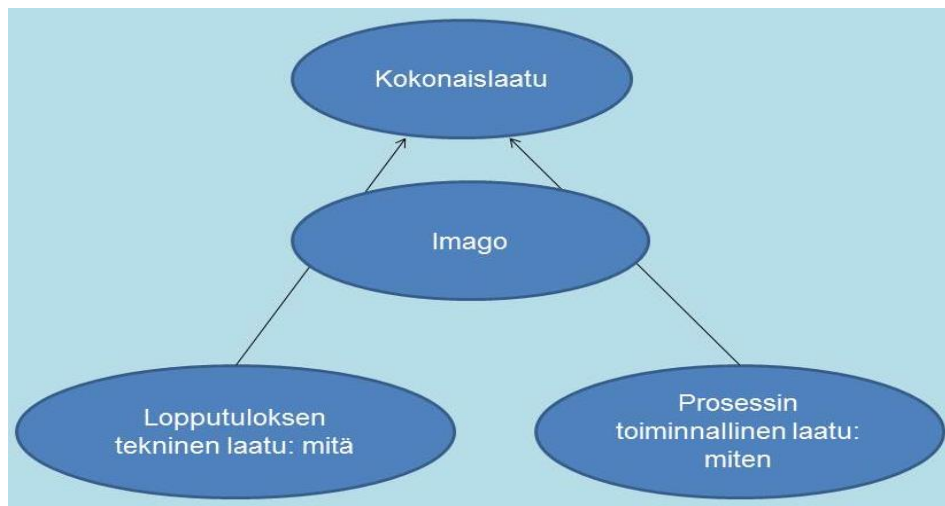 Kokonaislaatu
Imago
Lopputuloksen
tekninen laatu: mitä
Prosessin
toiminnallinen laatu:
miten